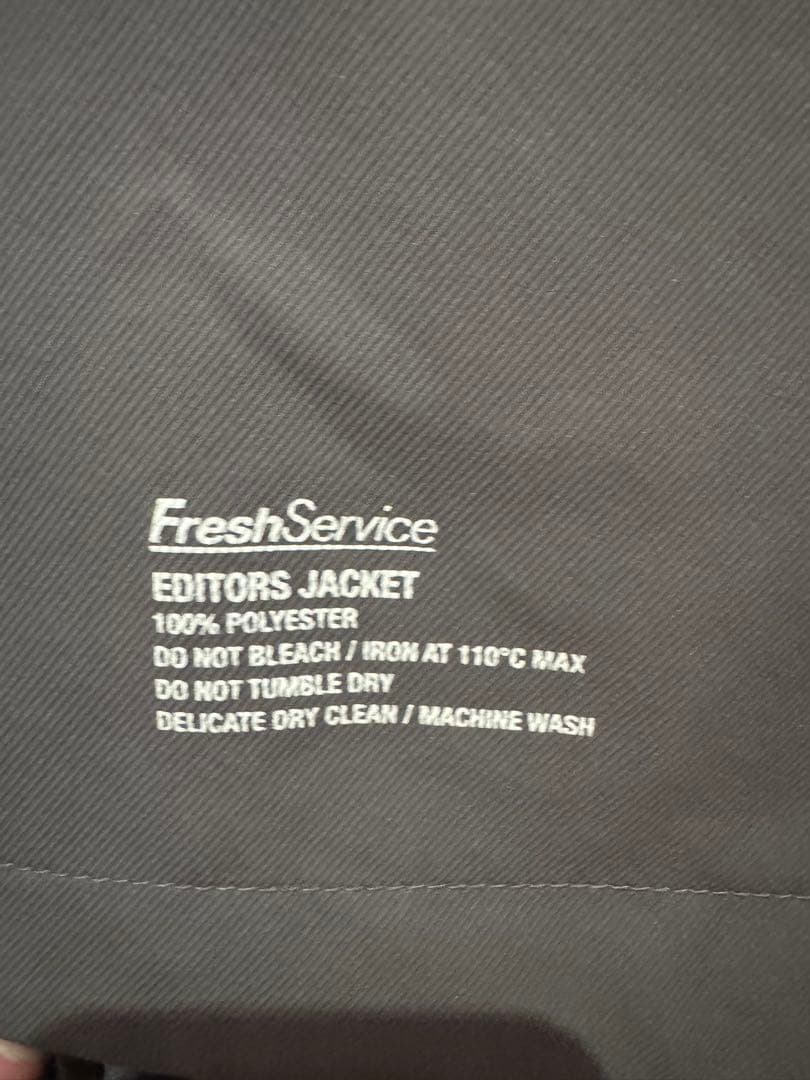 FreshService
EDITORS JACKET
100% POLYESTER
DO NOT BLEACH / IRON AT 110°C MAX
DO NOT TUMBLE DRY
DELICATE DRY CLEAN / MACHINE WASH